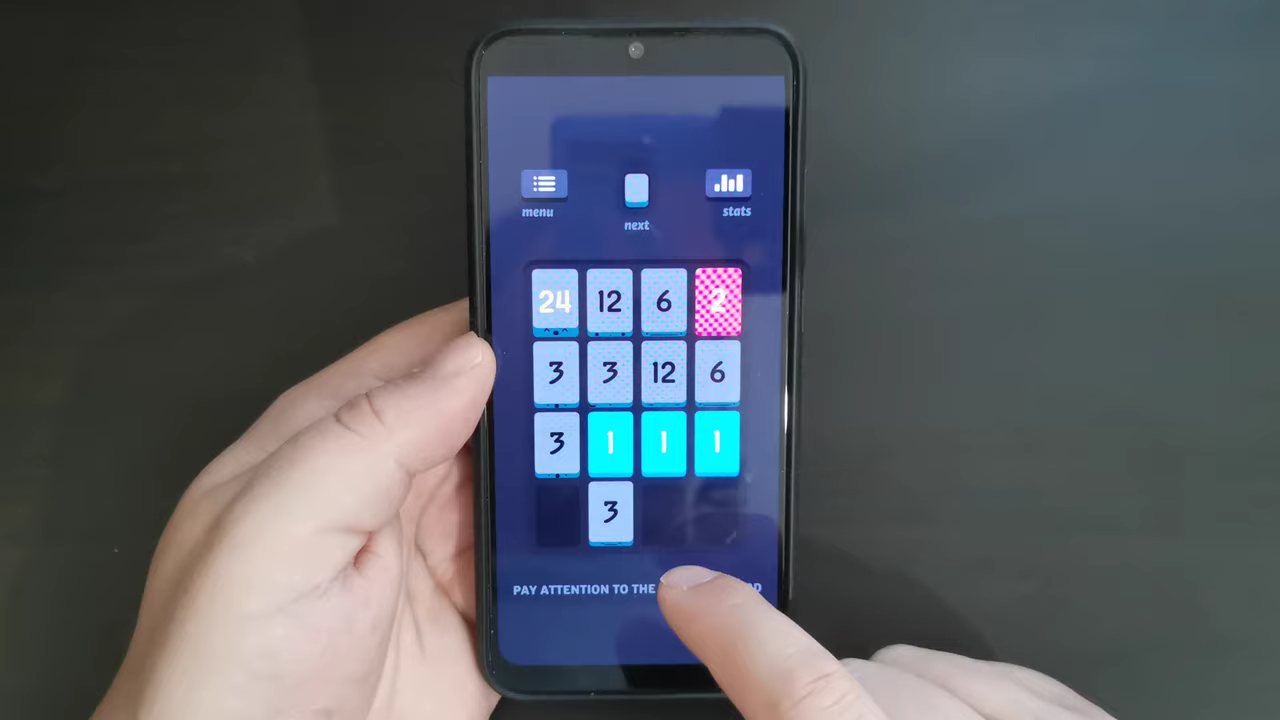 menu
next
stats
24 12 6 2
3 3 12 6
3 1 1 1
3
PAY ATTENTION TO THE